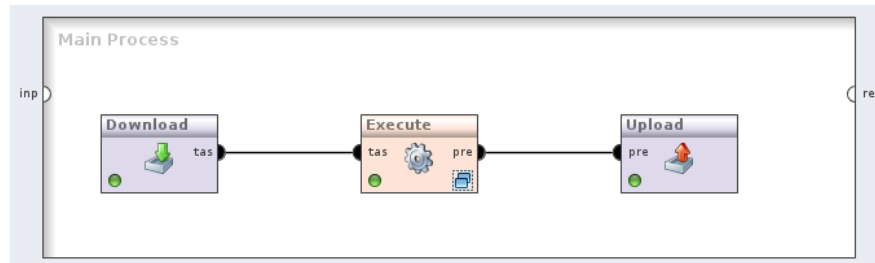 Main Process
inp
re
Download
Execute
Upload
tas
tas
pre
pre